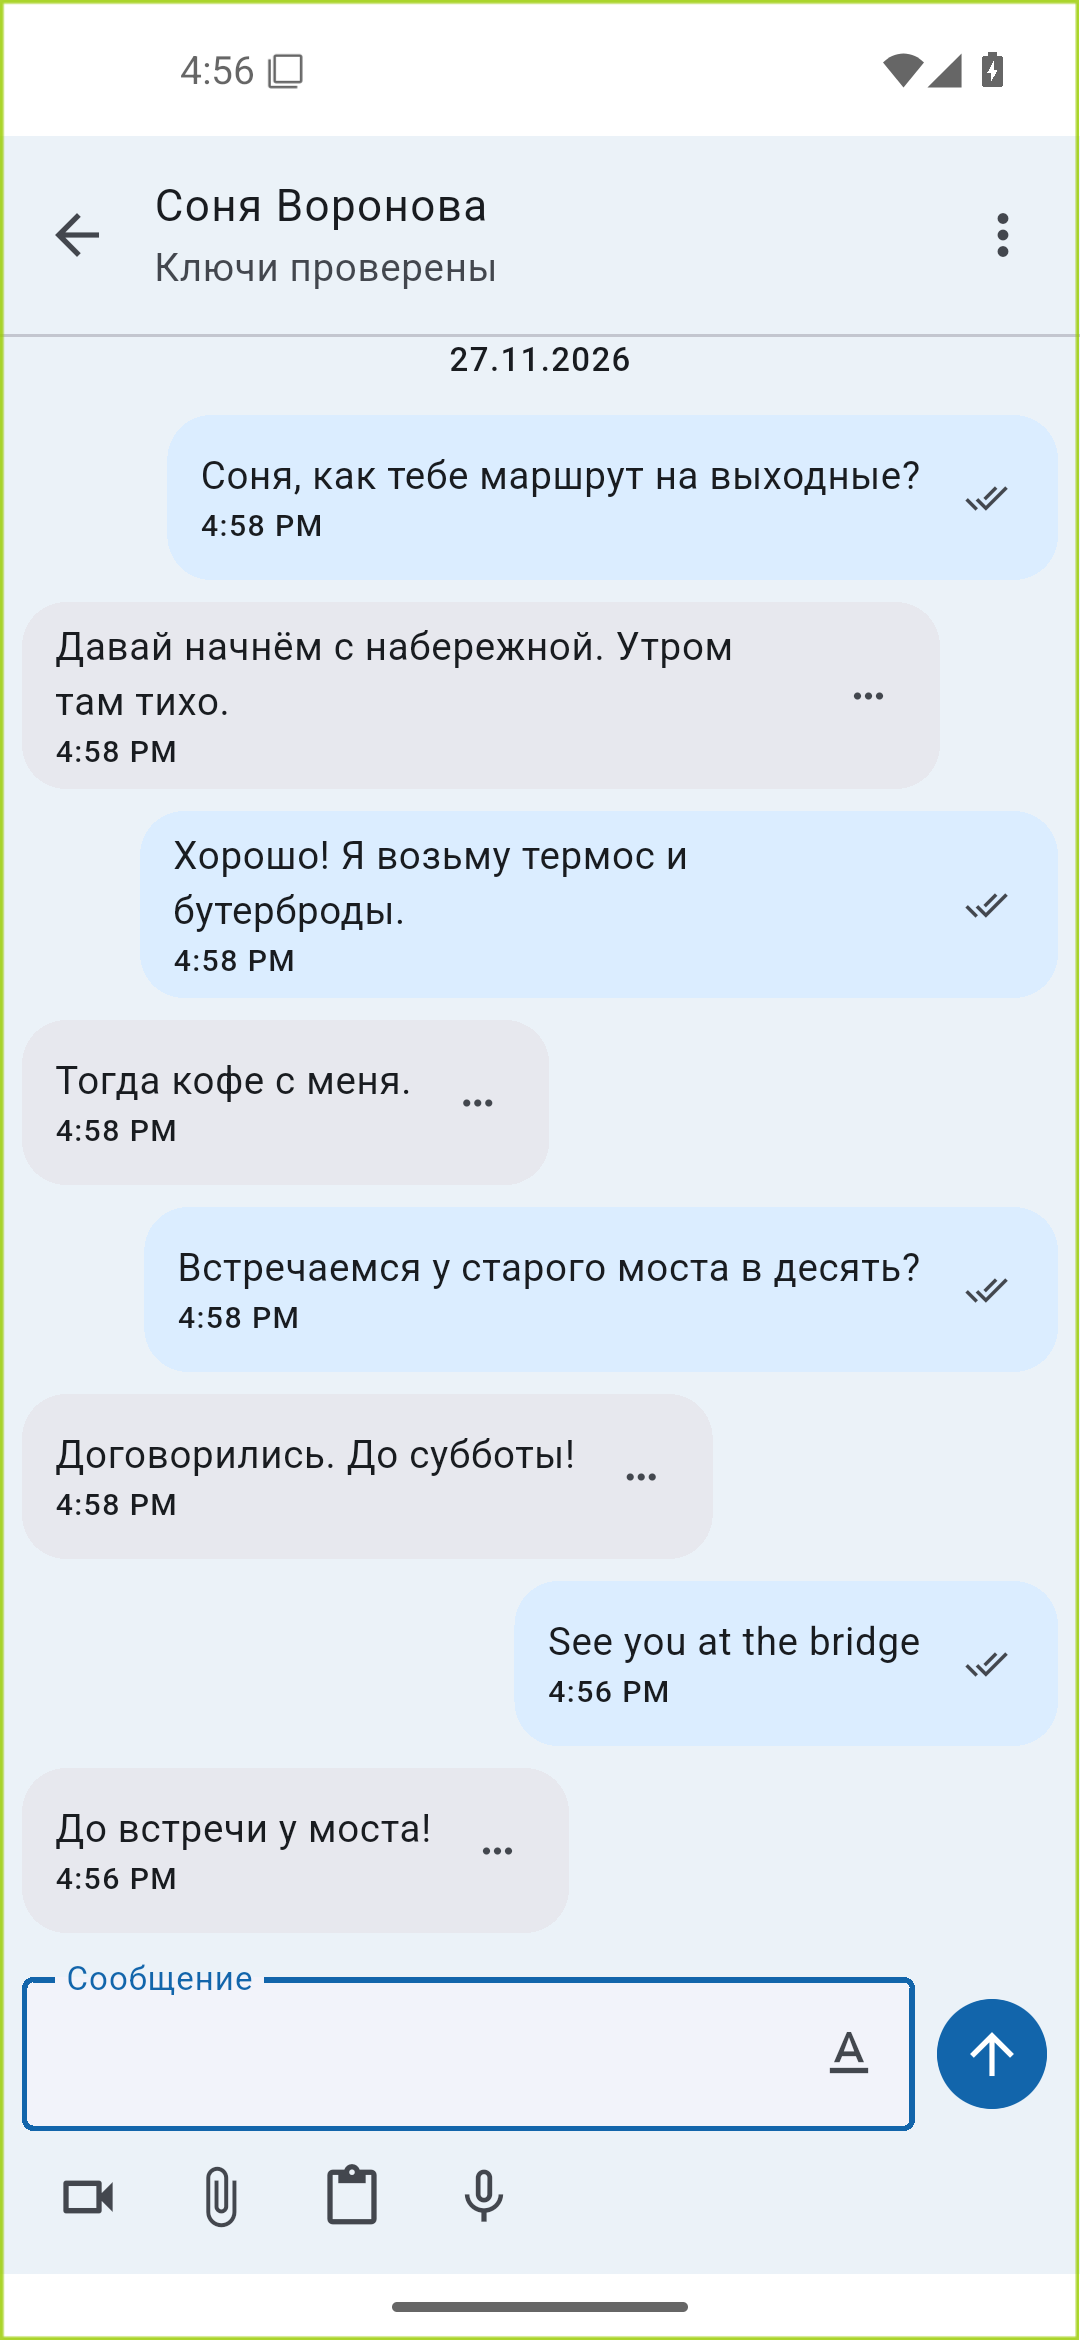 4:56
Соня Воронова
Ключи проверены
27.11.2026
Соня, как тебе маршрут на выходные?
4:58 PM
Давай начнём с набережной. Утром
там тихо.
4:58 PM
Хорошо! Я возьму термос и
бутерброды.
4:58 PM
Тогда кофе с меня.
4:58 PM
Встречаемся у старого моста в десять?
4:58 PM
Договорились. До субботы!
4:58 PM
See you at the bridge
4:56 PM
До встречи у моста!
4:56 PM
Сообщение